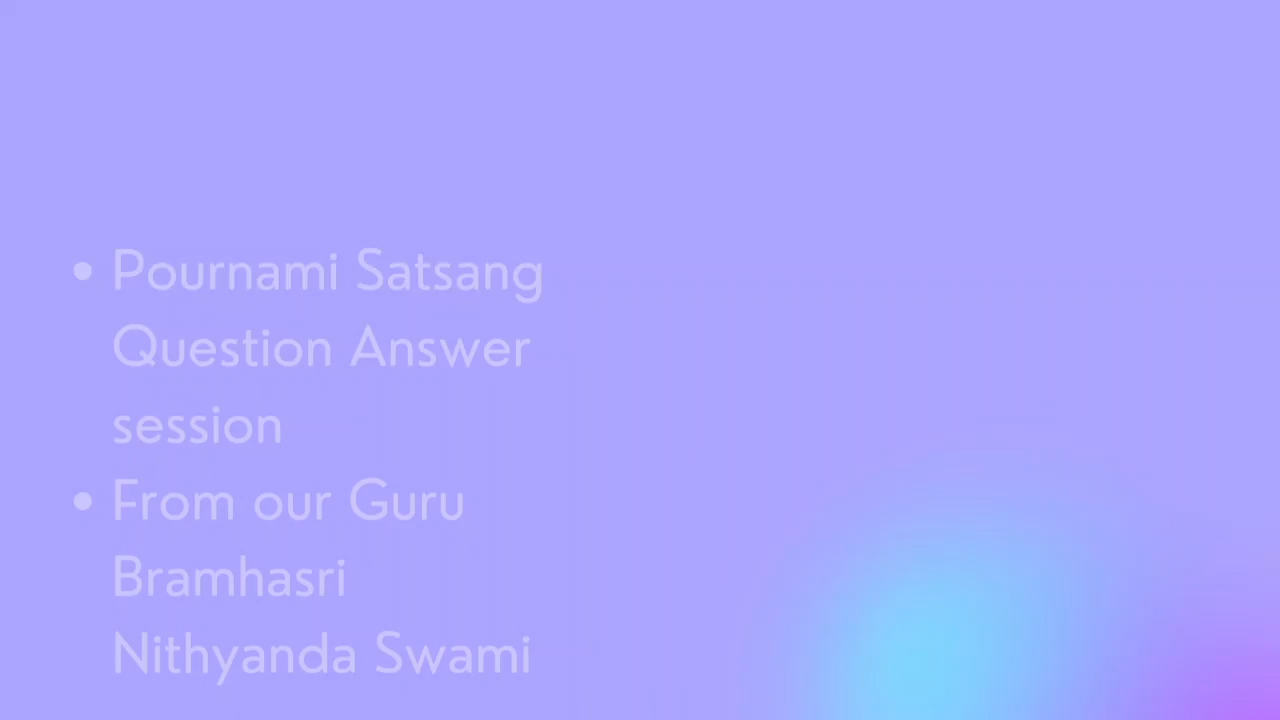 • Pournami Satsang
Question Answer
session
• From our Guru
Bramhasri
Nithyanda Swami